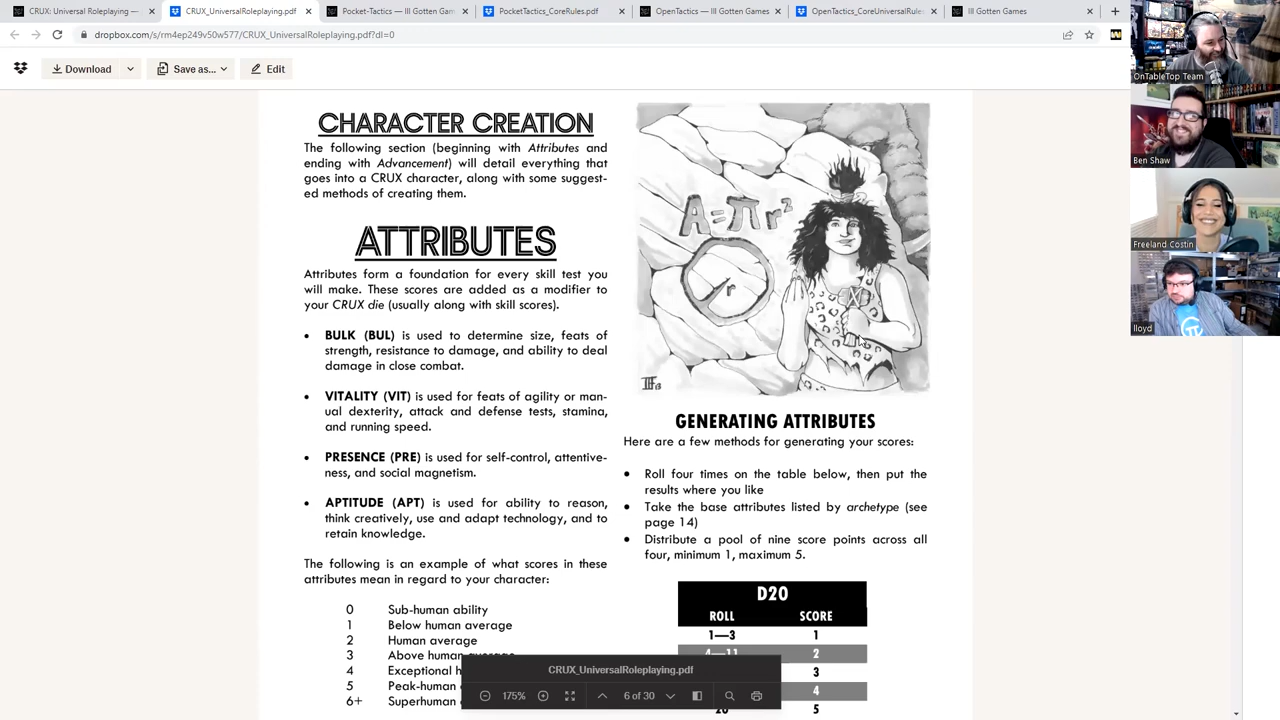 CRUX: Universal Roleplaying —
CRUX_UniversalRoleplaying.pdf
Pocket-Tactics — Ill Gotten Gam
PocketTactics_CoreRules.pdf
OpenTactics — Ill Gotten Games
OpenTactics_CoreUniversalRules
Ill Gotten Games
dropbox.com/s/rm4ep249v50w577/CRUX_UniversalRoleplaying.pdf?dl=0
Download
Save as...
Edit
OnTableTop Team
Ben Shaw
Freeland Costin
lloyd
CHARACTER CREATION
The following section (beginning with Attributes and
ending with Advancement) will detail everything that
goes into a CRUX character, along with some suggest-
ed methods of creating them.
ATTRIBUTES
Attributes form a foundation for every skill test you
will make. These scores are added as a modifier to
your CRUX die (usually along with skill scores).
• BULK (BUL) is used to determine size, feats of
strength, resistance to damage, and ability to deal
damage in close combat.
• VITALITY (VIT) is used for feats of agility or man-
ual dexterity, attack and defense tests, stamina,
and running speed.
• PRESENCE (PRE) is used for self-control, attentive-
ness, and social magnetism.
• APTITUDE (APT) is used for ability to reason,
think creatively, use and adapt technology, and to
retain knowledge.
The following is an example of what scores in these
attributes mean in regard to your character:
0 Sub-human ability
1 Below human average
2 Human average
3 Above human average
4 Exceptional h
5 Peak-human
6+ Superhuman
A=πr²
r
GENERATING ATTRIBUTES
Here are a few methods for generating your scores:
• Roll four times on the table below, then put the
results where you like
• Take the base attributes listed by archetype (see
page 14)
• Distribute a pool of nine score points across all
four, minimum 1, maximum 5.
D20
ROLL SCORE
1—3 1
4—11 2
3
4
20 5
CRUX_UniversalRoleplaying.pdf
175%
6 of 30